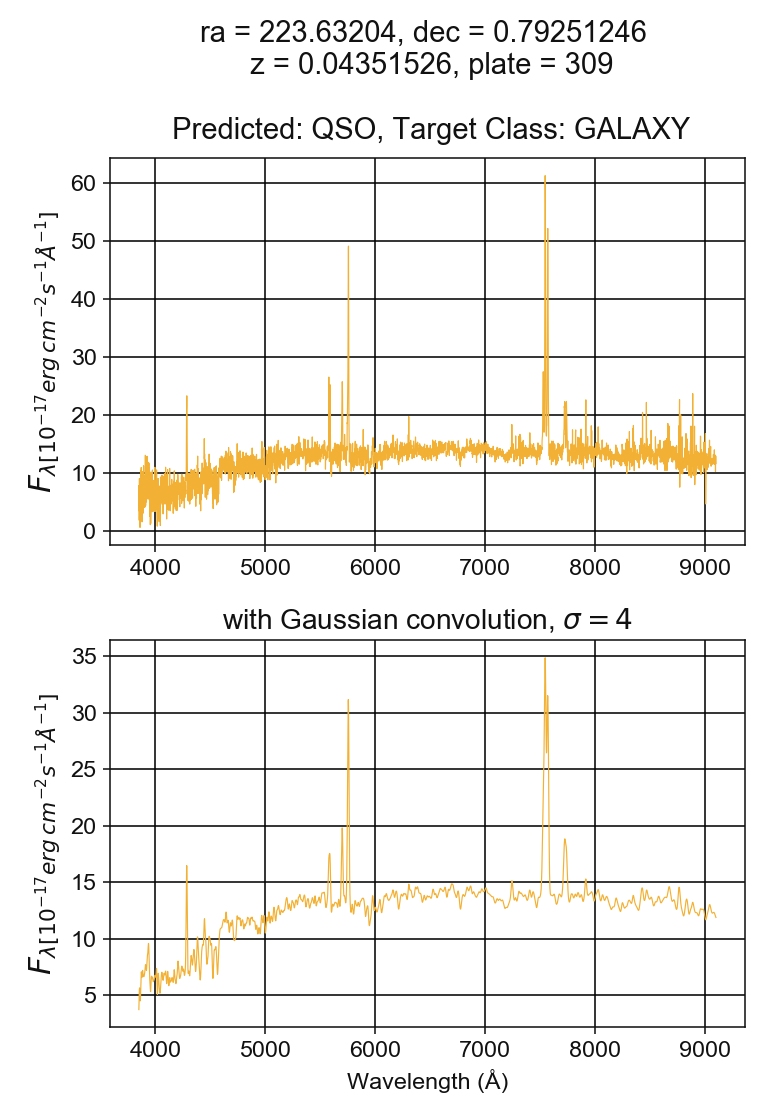 ra = 223.63204, dec = 0.79251246
z = 0.04351526, plate = 309
Predicted: QSO, Target Class: GALAXY
F_λ[10^{-17} erg cm^{-2} s^{-1} Å^{-1}]
60
50
40
30
20
10
0
4000 5000 6000 7000 8000 9000
with Gaussian convolution, σ = 4
F_λ[10^{-17} erg cm^{-2} s^{-1} Å^{-1}]
35
30
25
20
15
10
5
4000 5000 6000 7000 8000 9000
Wavelength (Å)